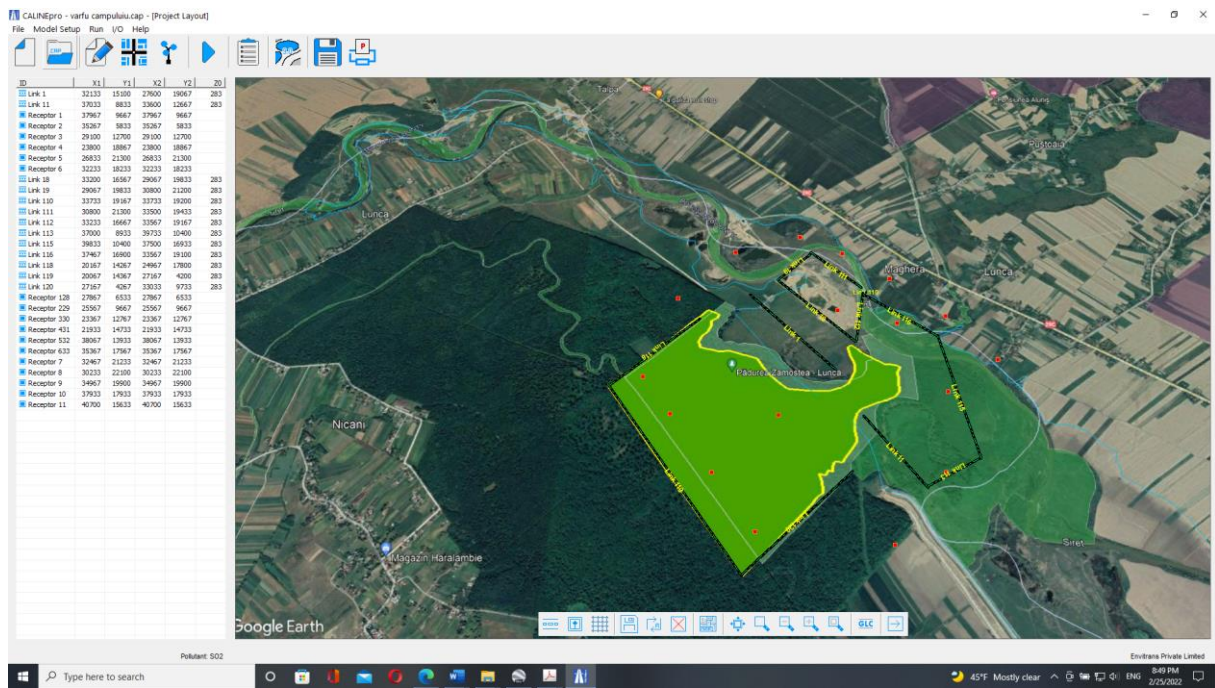 CALINEpro - varfu campuluiu.cap - [Project Layout]
File Model Setup Run I/O Help
ID X1 Y1 X2 Y2 Z0
Link 1 32133 15100 27600 19067 283
Link 11 37033 8833 33600 12667 283
Receptor 1 37967 9667 37967 9667
Receptor 2 35267 5833 35267 5833
Receptor 3 29100 12700 29100 12700
Receptor 4 23800 18867 23800 18867
Receptor 5 26833 21300 26833 21300
Receptor 6 32233 18233 32233 18233
Link 18 33200 16567 29067 19833 283
Link 19 29067 19833 30800 21200 283
Link 110 33733 19167 33733 19200 283
Link 111 30800 21300 33500 19433 283
Link 112 33233 16667 33567 19167 283
Link 113 37000 8933 39733 10400 283
Link 115 39833 10400 37500 16933 283
Link 116 37467 16900 33567 19100 283
Link 118 20167 14267 24967 17800 283
Link 119 20067 14367 27167 4200 283
Link 120 27167 4267 33033 9733 283
Receptor 128 27867 6533 27867 6533
Receptor 229 25567 9667 25567 9667
Receptor 330 23367 12767 23367 12767
Receptor 431 21933 14733 21933 14733
Receptor 532 38067 13933 38067 13933
Receptor 633 35367 17567 35367 17567
Receptor 7 32467 21233 32467 21233
Receptor 8 30233 22100 30233 22100
Receptor 9 34967 19900 34967 19900
Receptor 10 37933 17933 37933 17933
Receptor 11 40700 15633 40700 15633
Talpa
Pustoaia
Lunca
Maghera
Lunca
Link 111
Link 116
Link 1
Link 118
Pădurea Zamostea - Lunca
Link 115
Nicani
Link 11
Link 119
Link 113
Link 120
Siret
Magazin Haralambie
Google Earth
GLC
Pollutant: SO2
Envitrans Private Limited
Type here to search
45°F Mostly clear
ENG
8:49 PM
2/25/2022